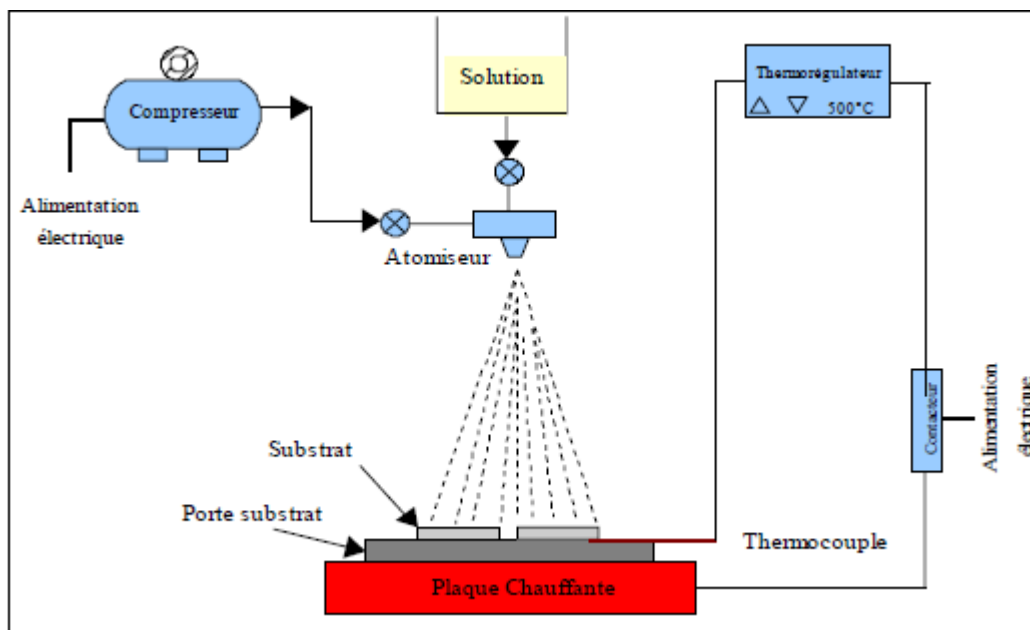 Solution
Thermorégulateur
500°C
Compresseur
Alimentation
électrique
Atomiseur
Contacteur
Alimentation
électrique
Substrat
Porte substrat
Thermocouple
Plaque Chauffante